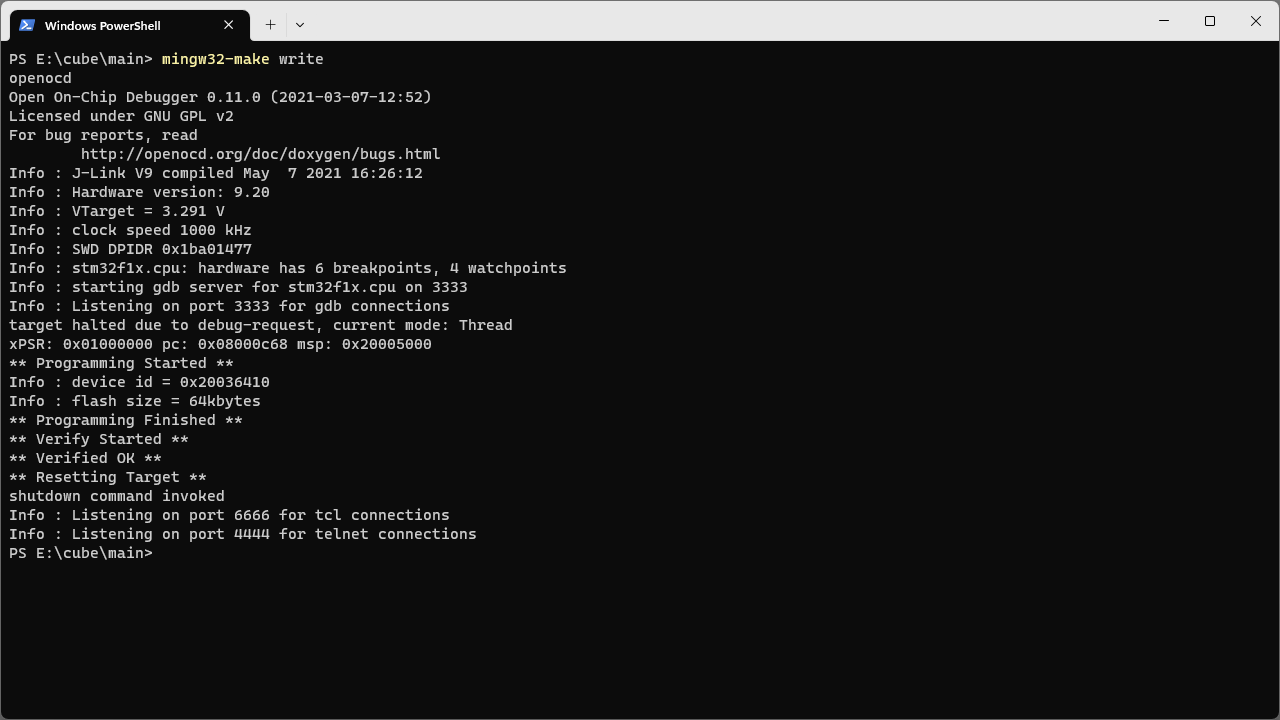 Windows PowerShell
PS E:\cube\main> mingw32-make write
openocd
Open On-Chip Debugger 0.11.0 (2021-03-07-12:52)
Licensed under GNU GPL v2
For bug reports, read
        http://openocd.org/doc/doxygen/bugs.html
Info : J-Link V9 compiled May  7 2021 16:26:12
Info : Hardware version: 9.20
Info : VTarget = 3.291 V
Info : clock speed 1000 kHz
Info : SWD DPIDR 0x1ba01477
Info : stm32f1x.cpu: hardware has 6 breakpoints, 4 watchpoints
Info : starting gdb server for stm32f1x.cpu on 3333
Info : Listening on port 3333 for gdb connections
target halted due to debug-request, current mode: Thread
xPSR: 0x01000000 pc: 0x08000c68 msp: 0x20005000
** Programming Started **
Info : device id = 0x20036410
Info : flash size = 64kbytes
** Programming Finished **
** Verify Started **
** Verified OK **
** Resetting Target **
shutdown command invoked
Info : Listening on port 6666 for tcl connections
Info : Listening on port 4444 for telnet connections
PS E:\cube\main>